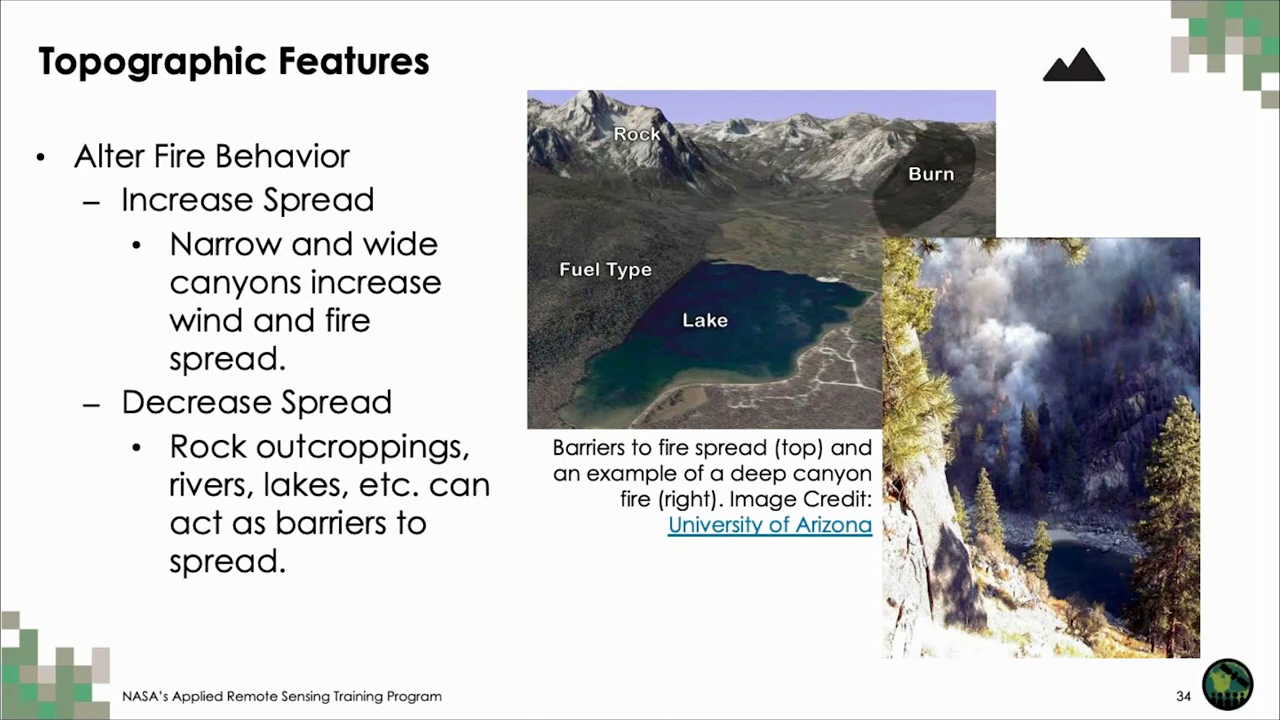 Topographic Features
• Alter Fire Behavior
– Increase Spread
• Narrow and wide
canyons increase
wind and fire
spread.
– Decrease Spread
• Rock outcroppings,
rivers, lakes, etc. can
act as barriers to
spread.
Rock
Burn
Fuel Type
Lake
Barriers to fire spread (top) and
an example of a deep canyon
fire (right). Image Credit:
University of Arizona
NASA's Applied Remote Sensing Training Program
34